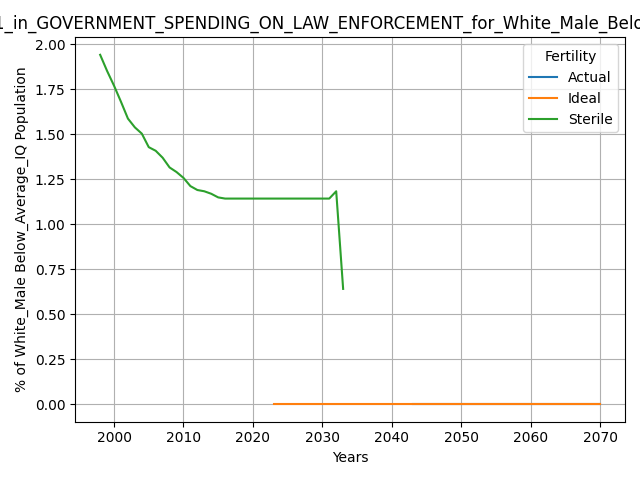 1_in_GOVERNMENT_SPENDING_ON_LAW_ENFORCEMENT_for_White_Male_Belo
Fertility
Actual
Ideal
Sterile
% of White_Male Below_Average_IQ Population
2.00
1.75
1.50
1.25
1.00
0.75
0.50
0.25
0.00
2000 2010 2020 2030 2040 2050 2060 2070
Years